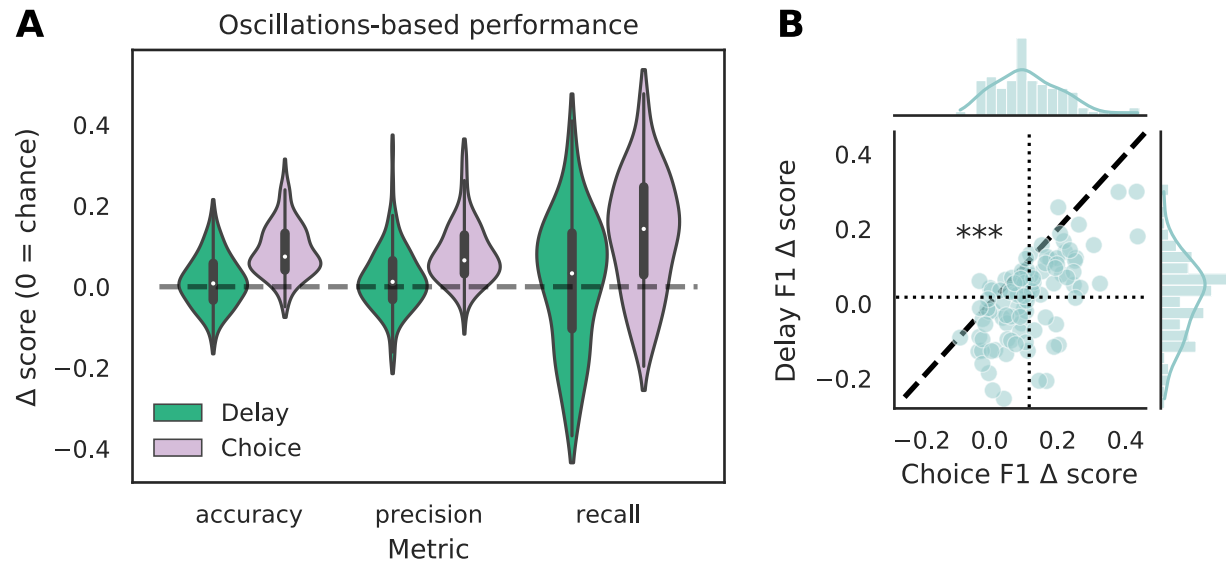 A
Oscillations-based performance
Δ score (0 = chance)
0.4
0.2
0.0
−0.2
−0.4
Delay
Choice
accuracy precision recall
Metric
B
Delay F1 Δ score
0.4
0.2
0.0
−0.2
***
−0.2 0.0 0.2 0.4
Choice F1 Δ score